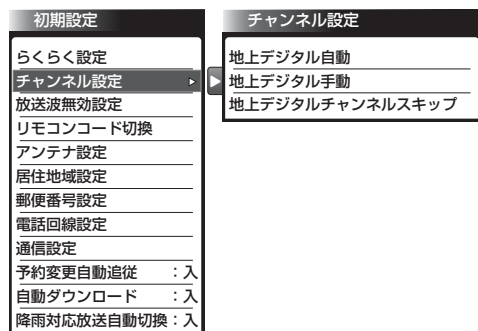 初期設定
らくらく設定
チャンネル設定
放送波無効設定
リモコンコード切換
アンテナ設定
居住地域設定
郵便番号設定
電話回線設定
通信設定
予約変更自動追従 ：入
自動ダウンロード ：入
降雨対応放送自動切換：入
チャンネル設定
地上デジタル自動
地上デジタル手動
地上デジタルチャンネルスキップ